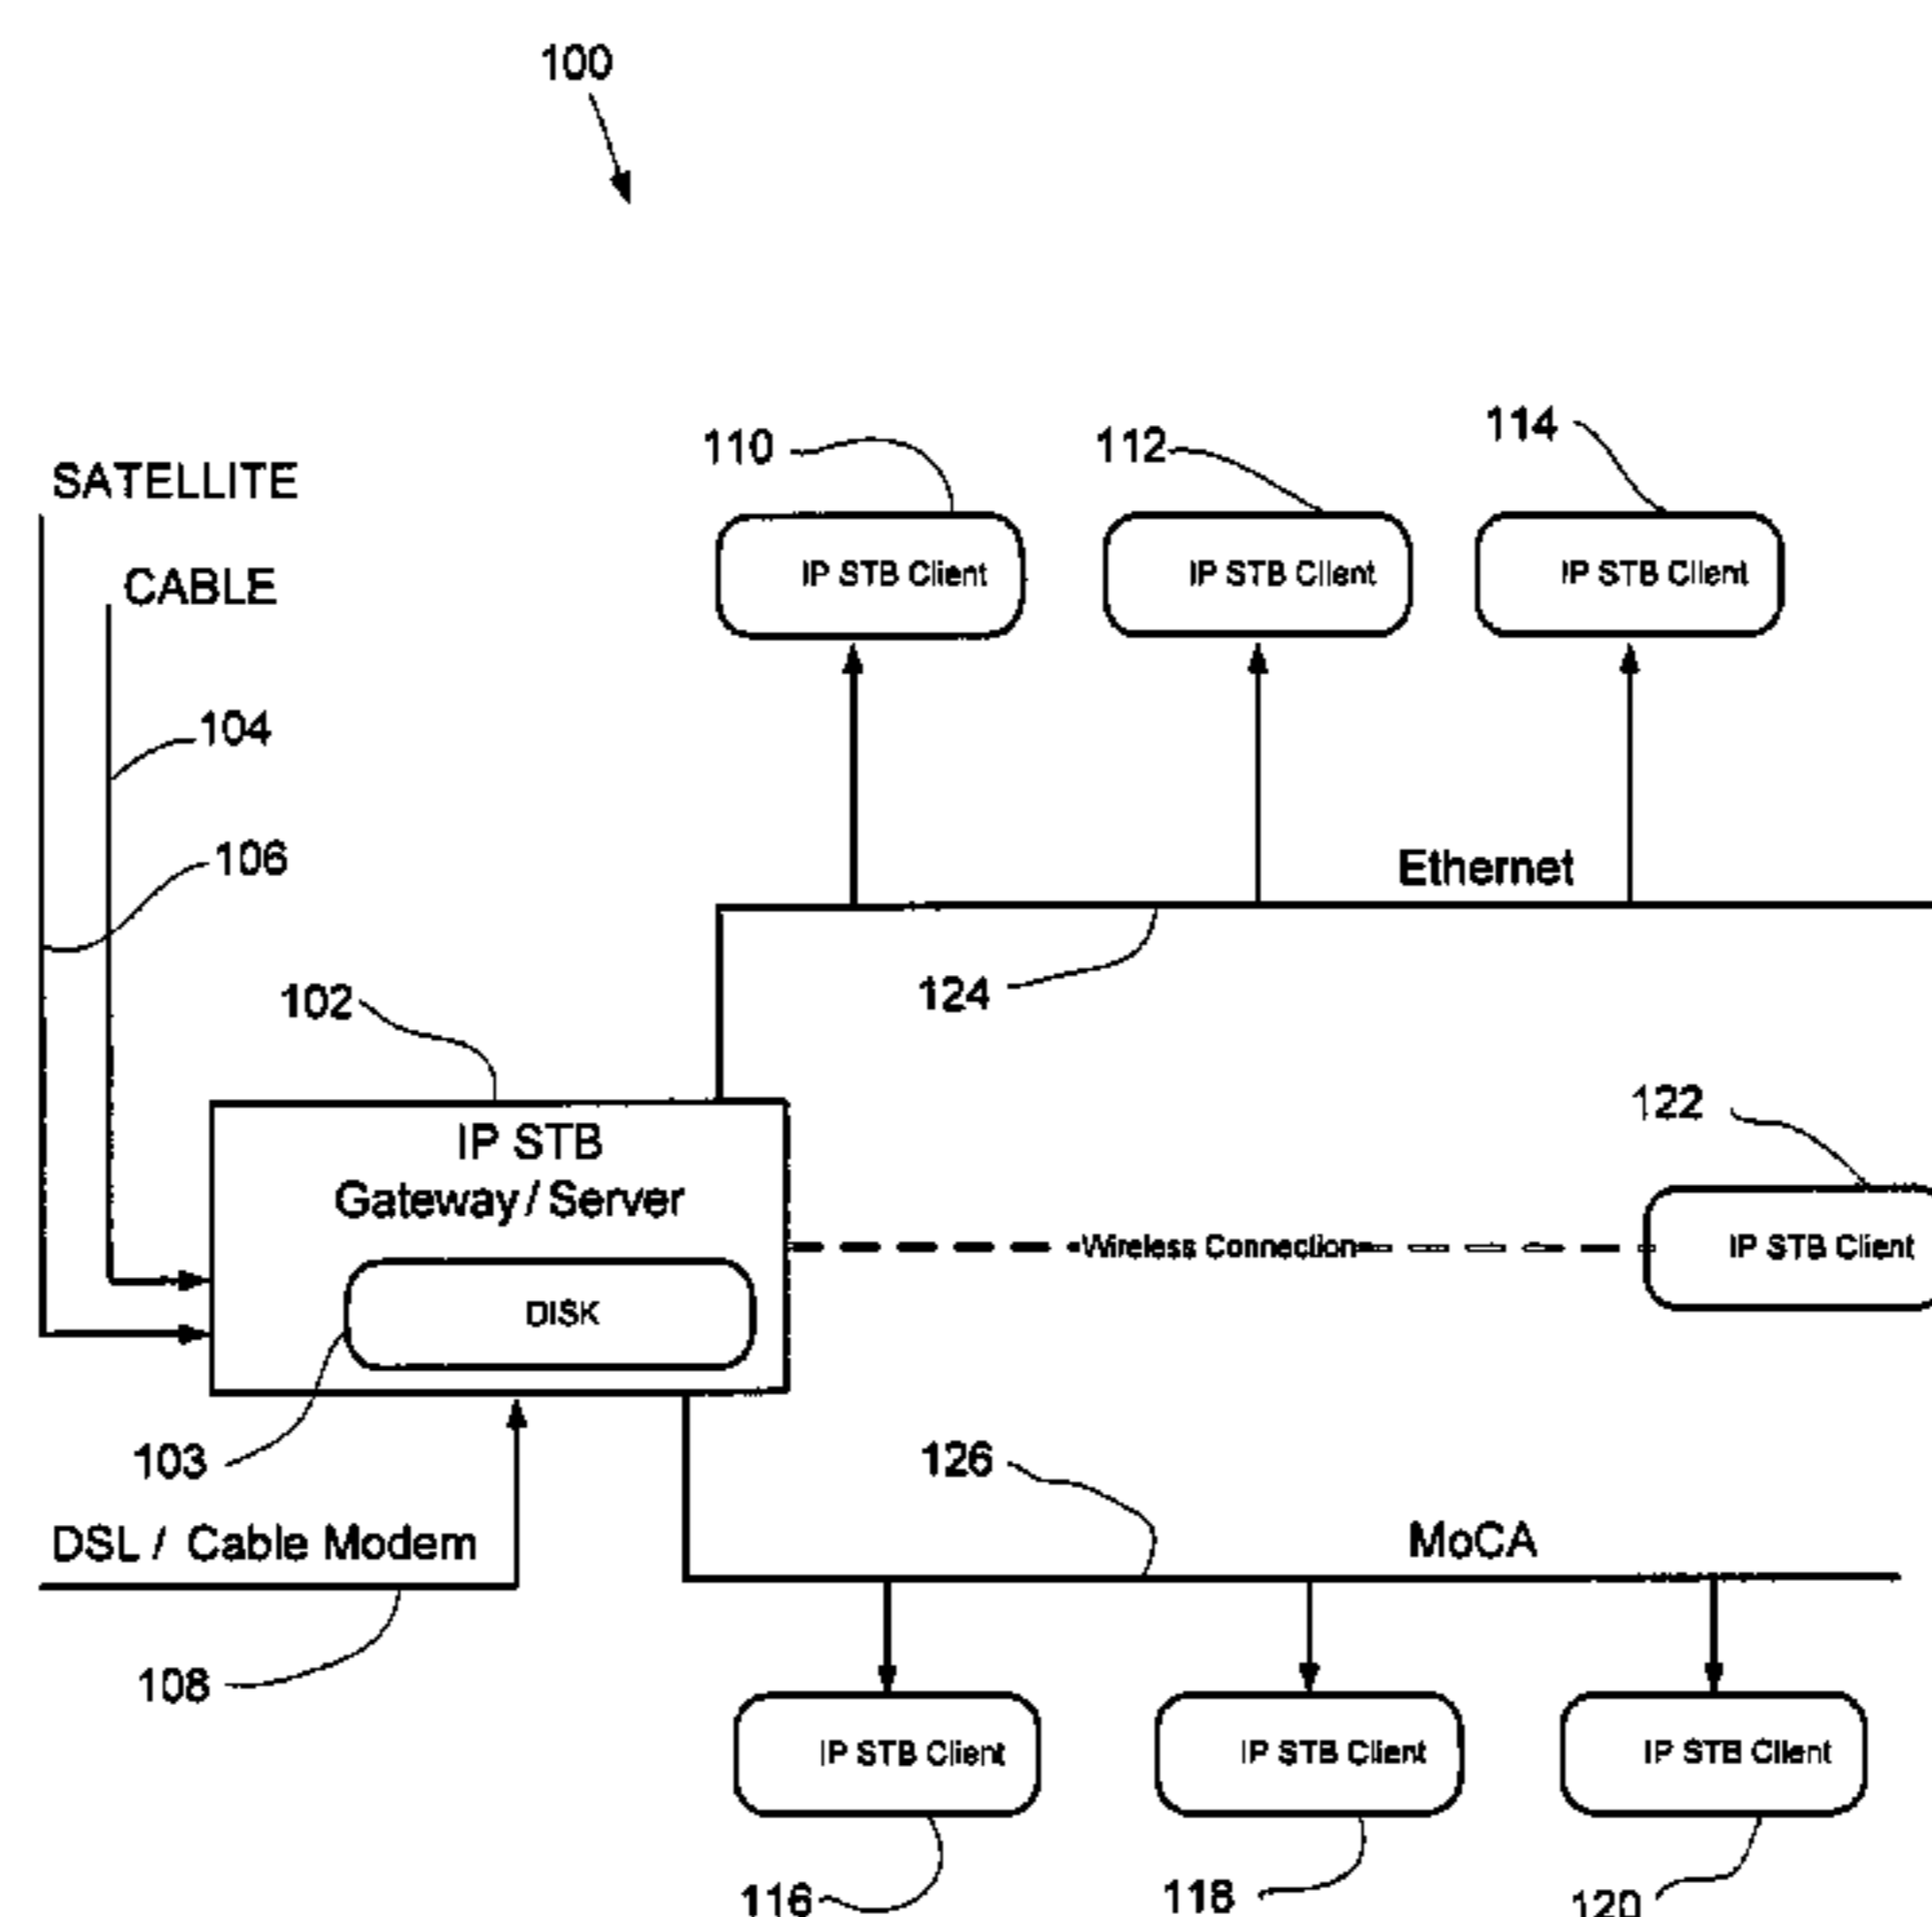 100
110
112
114
SATELLITE
IP STB Client
IP STB Client
IP STB Client
CABLE
104
106
Ethernet
102
124
122
IP STB
Gateway / Server
Wireless Connection
IP STB Client
DISK
103
126
DSL / Cable Modem
MoCA
108
IP STB Client
IP STB Client
IP STB Client
116
118
120